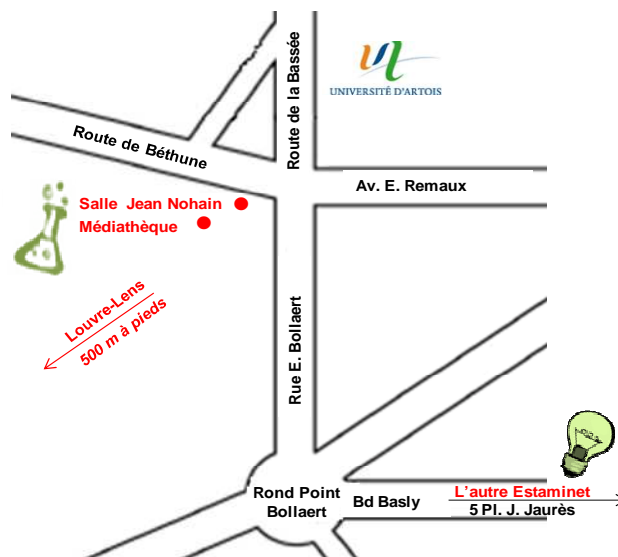 Route de la Bassée
UNIVERSITÉ D'ARTOIS
Route de Béthune
Av. E. Remaux
Salle Jean Nohain
Médiathèque
Louvre-Lens
500 m à pieds
Rue E. Bollaert
Rond Point
Bollaert
Bd Basly
L'autre Estaminet
5 Pl. J. Jaurès